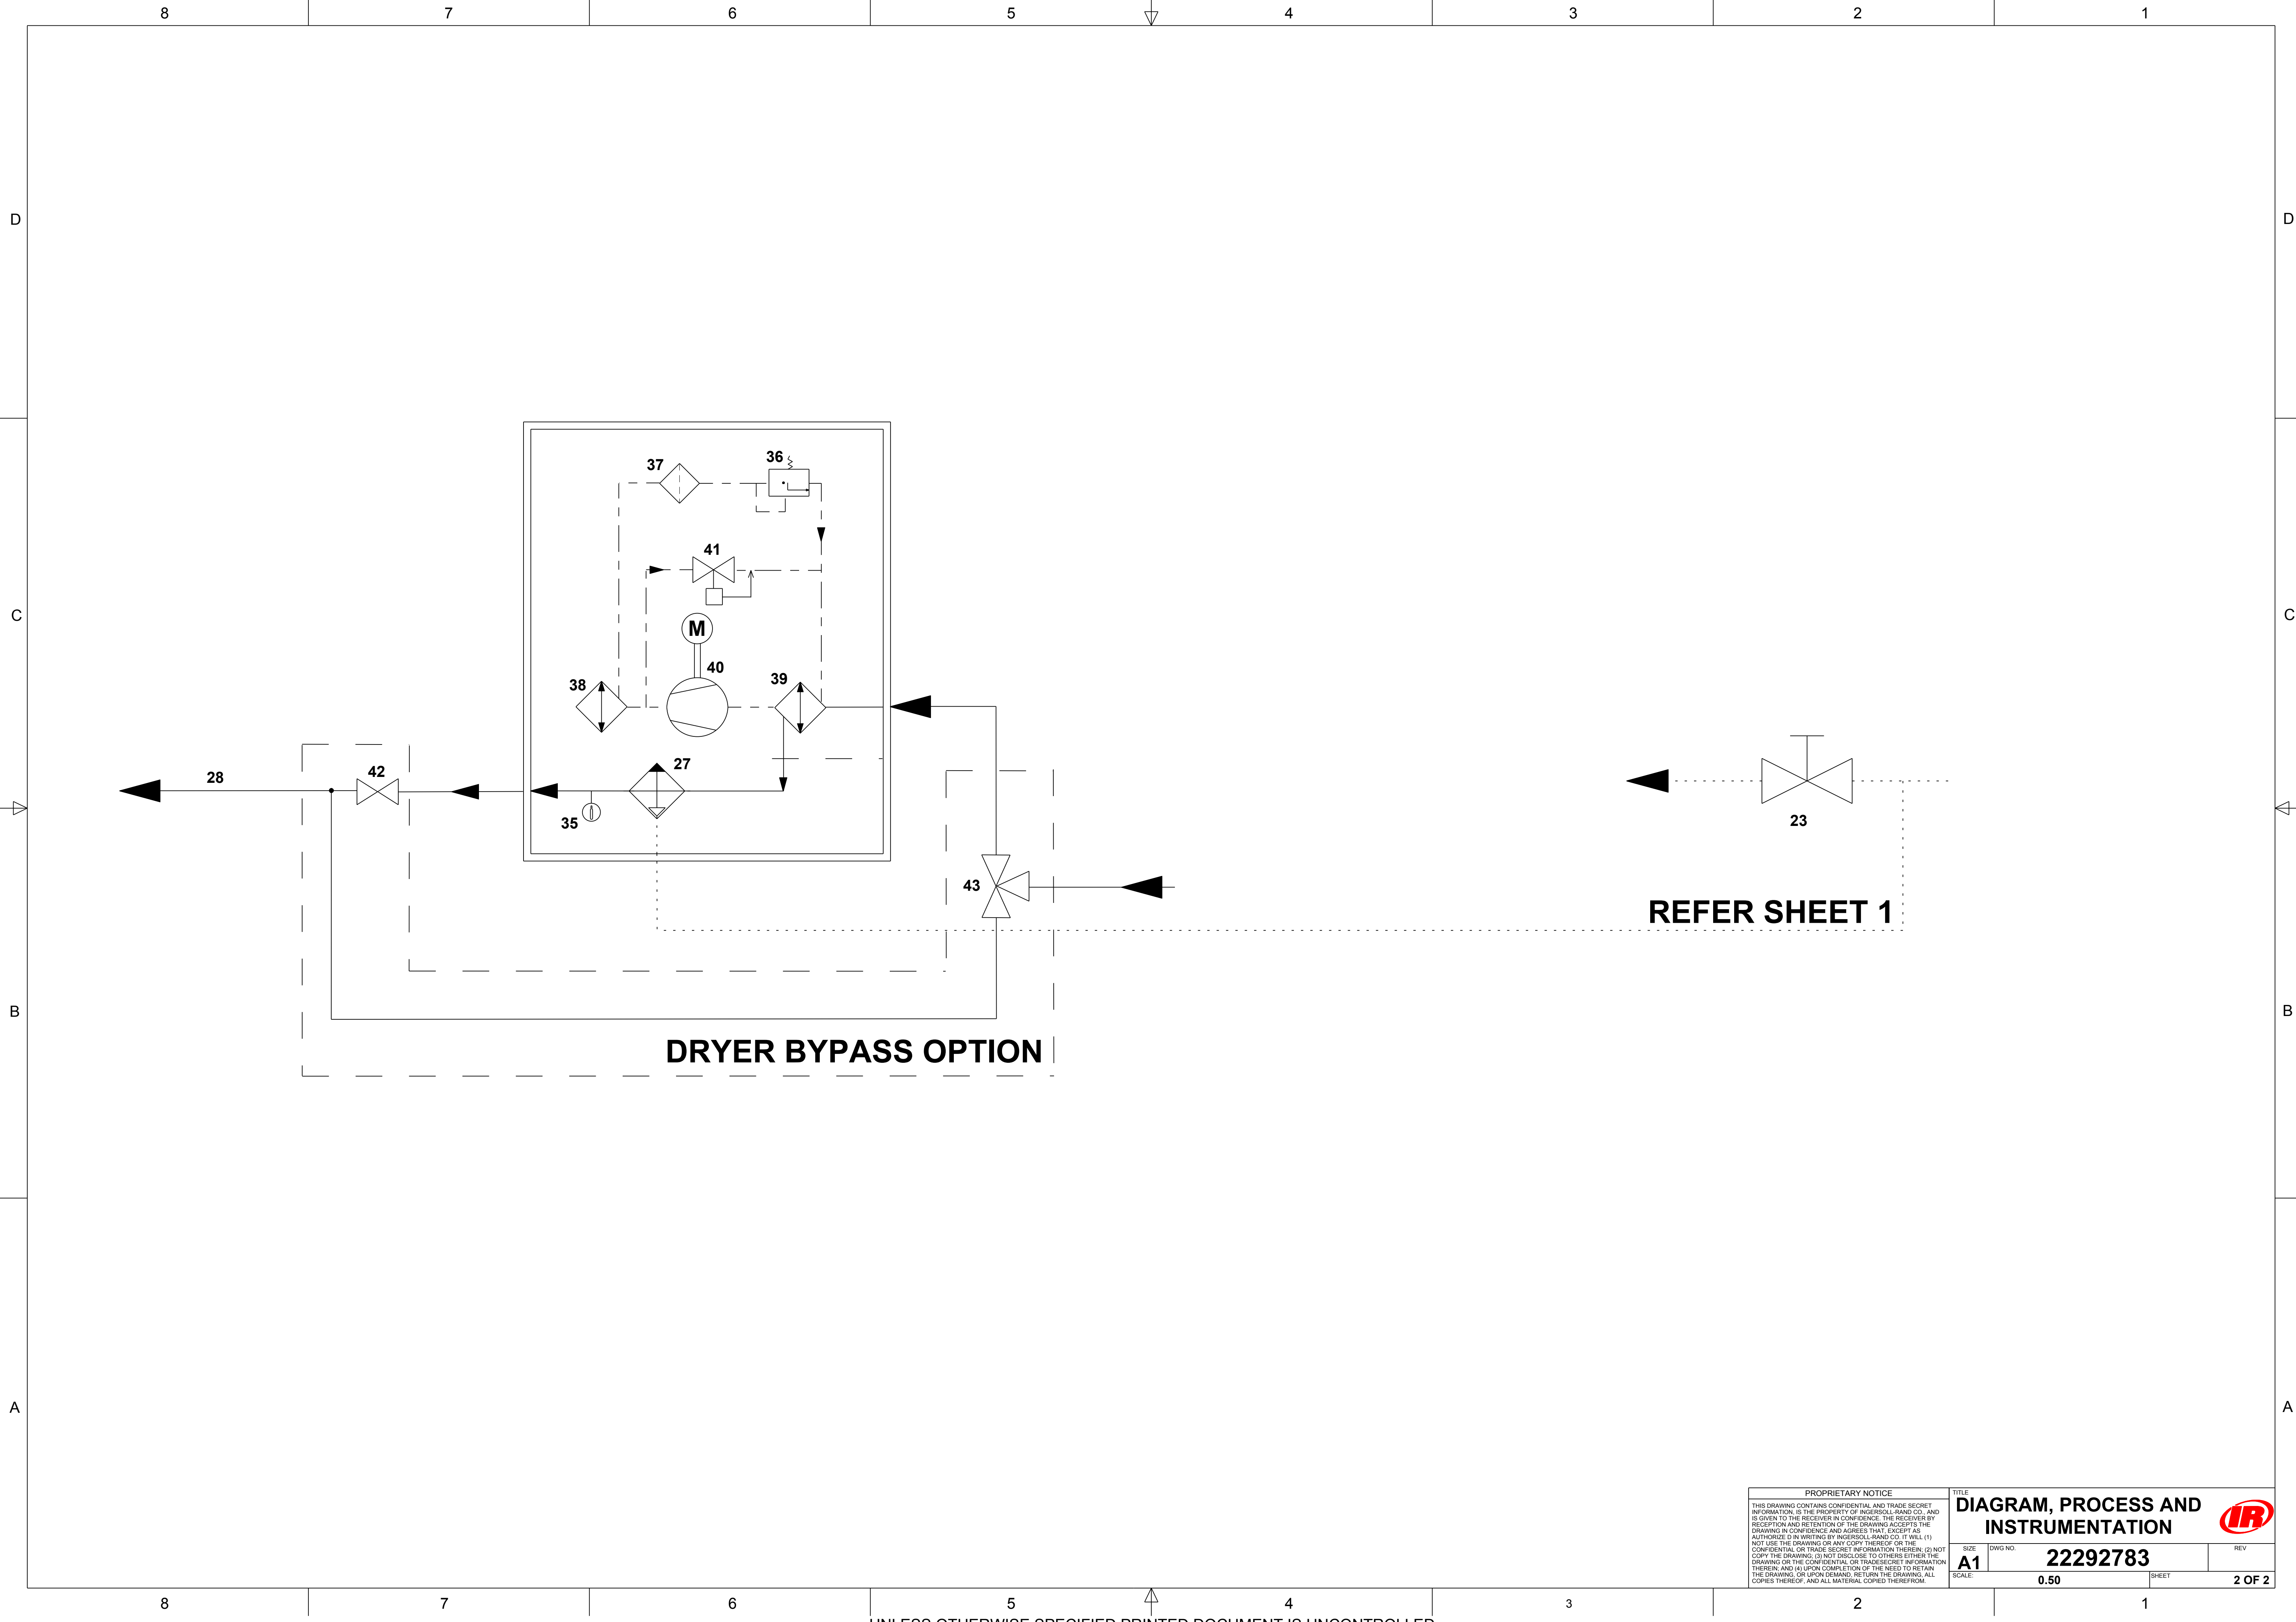 8 7 6 5 4 3 2 1
D D
37
36
41
C C
M
40
38
39
27
28
42
35
23
43
REFER SHEET 1
B B
DRYER BYPASS OPTION
A A
PROPRIETARY NOTICE
THIS DRAWING CONTAINS CONFIDENTIAL AND TRADE SECRET
INFORMATION, IS THE PROPERTY OF INGERSOLL-RAND CO., AND
IS GIVEN TO THE RECEIVER IN CONFIDENCE. THE RECEIVER BY
RECEPTION AND RETENTION OF THE DRAWING ACCEPTS THE
DRAWING IN CONFIDENCE AND AGREES THAT, EXCEPT AS
AUTHORIZE D IN WRITING BY INGERSOLL-RAND CO. IT WILL (1)
NOT USE THE DRAWING OR ANY COPY THEREOF OR THE
CONFIDENTIAL OR TRADE SECRET INFORMATION THEREIN; (2) NOT
COPY THE DRAWING; (3) NOT DISCLOSE TO OTHERS EITHER THE
DRAWING OR THE CONFIDENTIAL OR TRADESECRET INFORMATION
THEREIN; AND (4) UPON COMPLETION OF THE NEED TO RETAIN
THE DRAWING, OR UPON DEMAND, RETURN THE DRAWING, ALL
COPIES THEREOF, AND ALL MATERIAL COPIED THEREFROM.
TITLE
DIAGRAM, PROCESS AND
INSTRUMENTATION
IR
SIZE
A1
DWG NO.
22292783
REV
SCALE:
0.50
SHEET
2 OF 2
8 7 6 5 4 3 2 1
UNLESS OTHERWISE SPECIFIED PRINTED DOCUMENT IS UNCONTROLLED